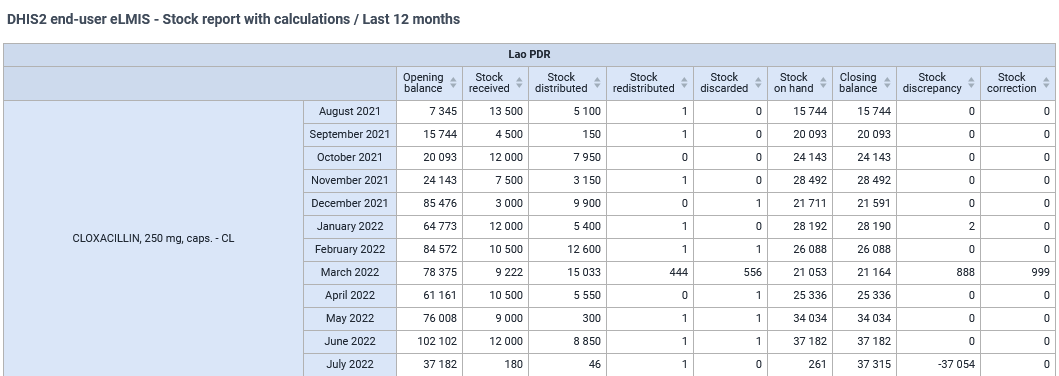 DHIS2 end-user eLMIS - Stock report with calculations / Last 12 months
Lao PDR
Opening balance Stock received Stock distributed Stock redistributed Stock discarded Stock on hand Closing balance Stock discrepancy Stock correction
CLOXACILLIN, 250 mg, caps. - CL
August 2021 7 345 13 500 5 100 1 0 15 744 15 744 0 0
September 2021 15 744 4 500 150 1 0 20 093 20 093 0 0
October 2021 20 093 12 000 7 950 0 0 24 143 24 143 0 0
November 2021 24 143 7 500 3 150 1 0 28 492 28 492 0 0
December 2021 85 476 3 000 9 900 0 1 21 711 21 591 0 0
January 2022 64 773 12 000 5 400 1 0 28 192 28 190 2 0
February 2022 84 572 10 500 12 600 1 1 26 088 26 088 0 0
March 2022 78 375 9 222 15 033 444 556 21 053 21 164 888 999
April 2022 61 161 10 500 5 550 0 1 25 336 25 336 0 0
May 2022 76 008 9 000 300 1 1 34 034 34 034 0 0
June 2022 102 102 12 000 8 850 1 1 37 182 37 182 0 0
July 2022 37 182 180 46 1 0 261 37 315 -37 054 0